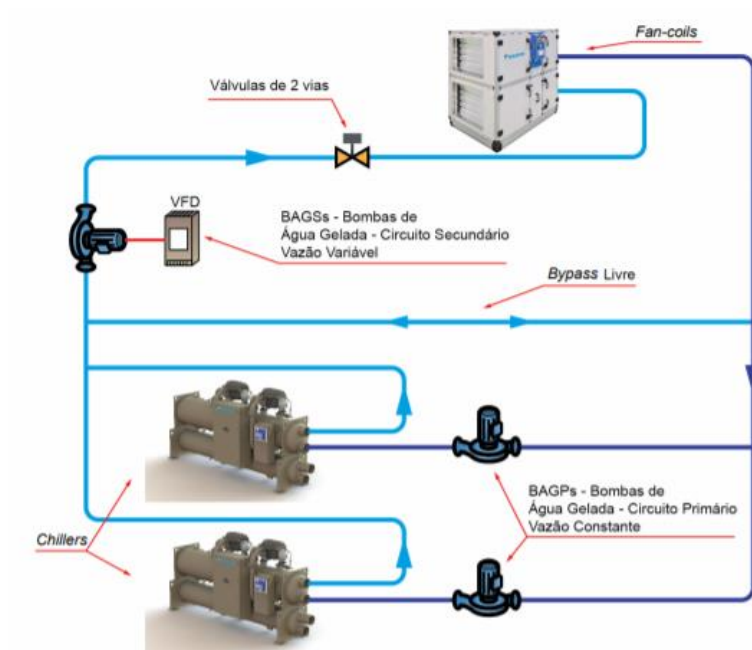 Fan-coils
Válvulas de 2 vias
VFD
BAGSs - Bombas de
Água Gelada - Circuito Secundário
Vazão Variável
Bypass Livre
BAGPs - Bombas de
Água Gelada - Circuito Primário
Vazão Constante
Chillers